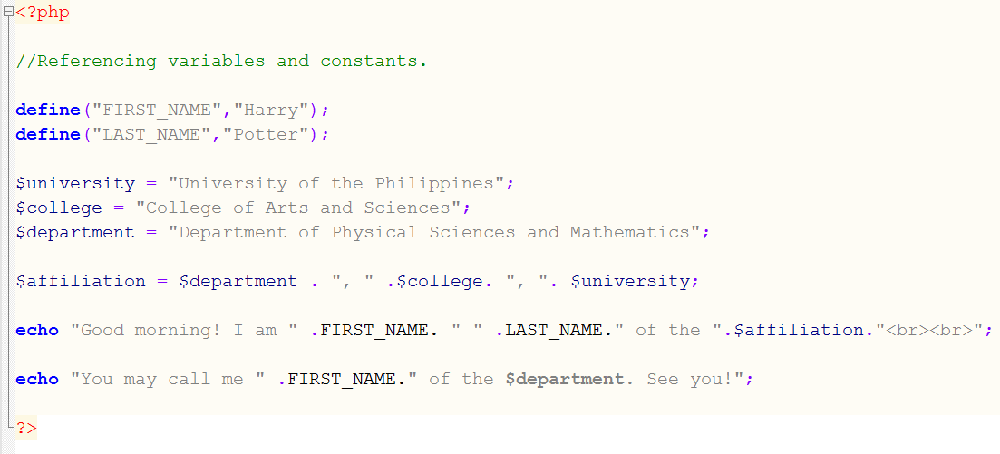 <?php
//Referencing variables and constants.
define("FIRST_NAME","Harry");
define("LAST_NAME","Potter");
$university = "University of the Philippines";
$college = "College of Arts and Sciences";
$department = "Department of Physical Sciences and Mathematics";
$affiliation = $department . ", " .$college. ", ". $university;
echo "Good morning! I am " .FIRST_NAME. " " .LAST_NAME." of the ".$affiliation."<br><br>";
echo "You may call me " .FIRST_NAME." of the $department. See you!";
?>